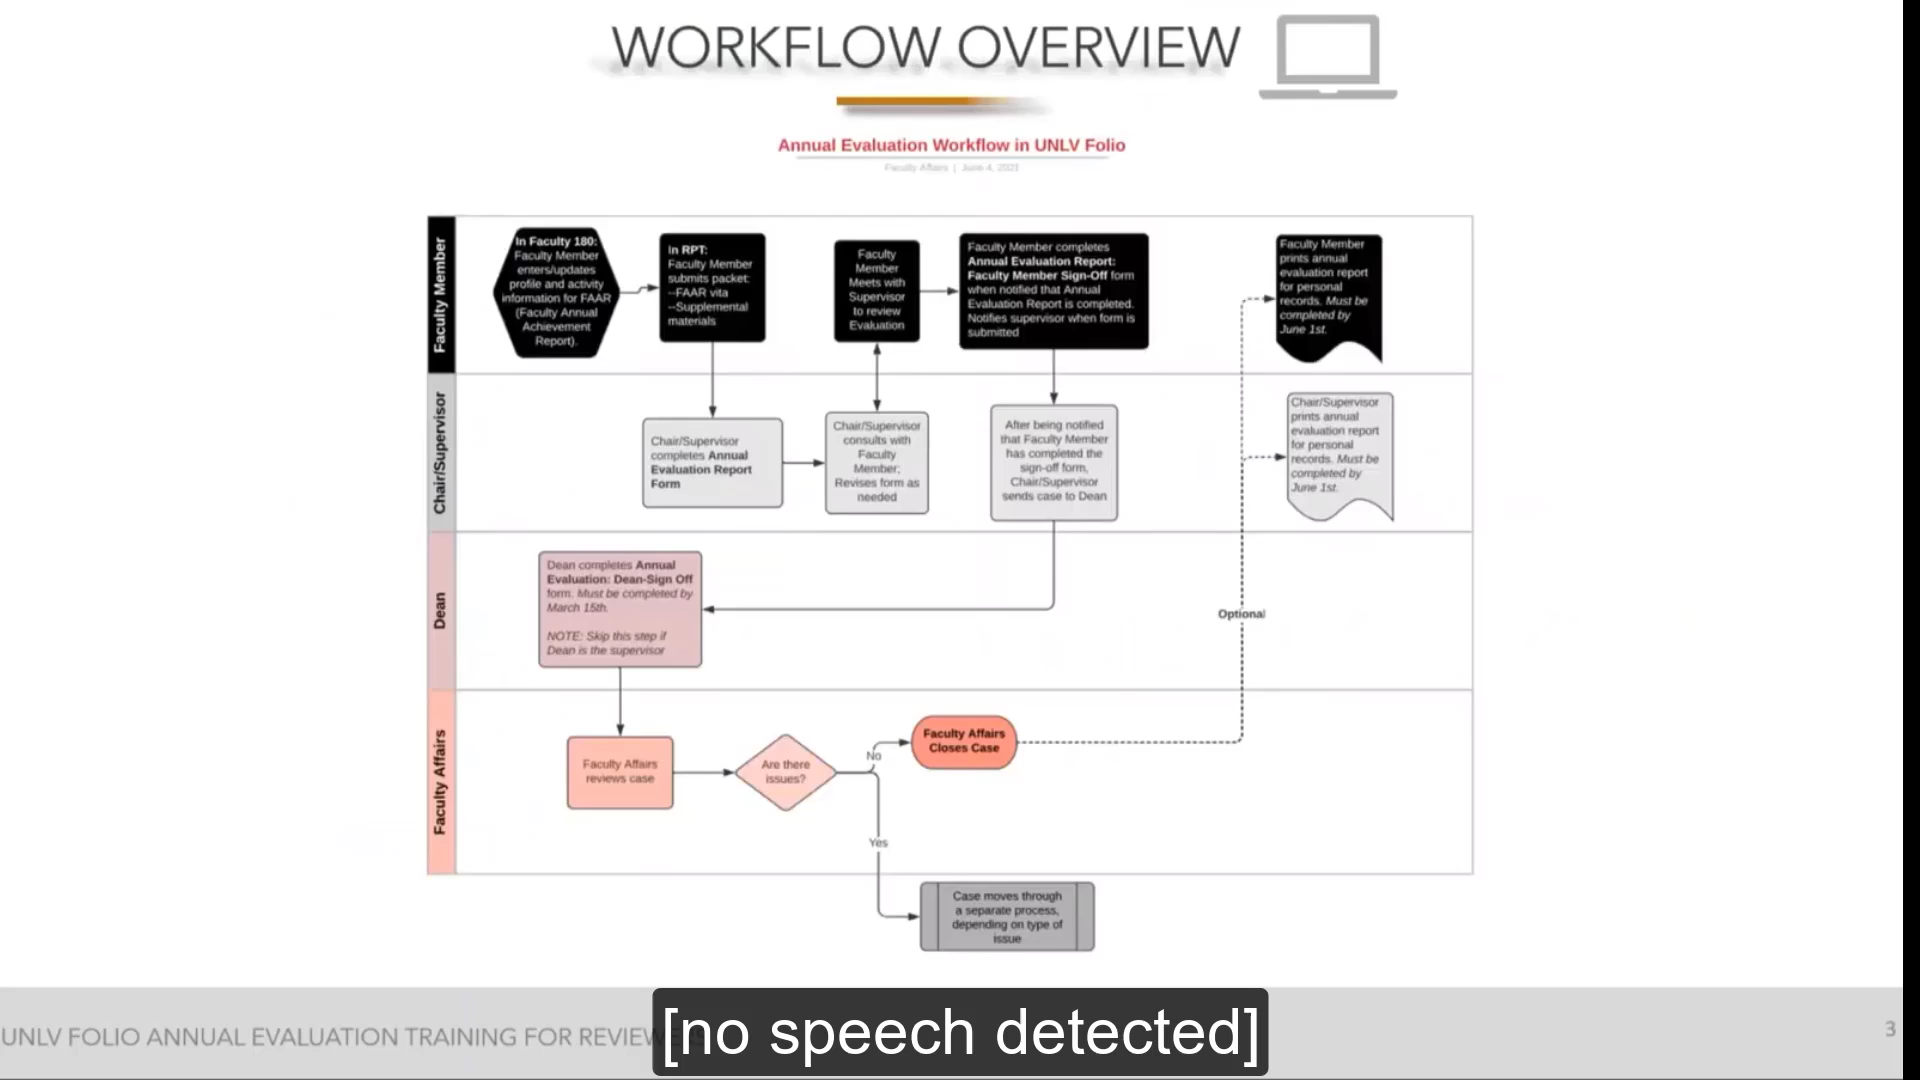 WORKFLOW OVERVIEW
Annual Evaluation Workflow in UNLV Folio
Faculty Affairs | June 4, 2021
Faculty Member
In Faculty 180:
Faculty Member
enters/updates
profile and activity
information for FAAR
(Faculty Annual
Achievement
Report).
In RPT:
Faculty Member
submits packet:
--FAAR vita
--Supplemental
materials
Faculty
Member
Meets with
Supervisor
to review
Evaluation
Faculty Member completes
Annual Evaluation Report:
Faculty Member Sign-Off form
when notified that Annual
Evaluation Report is completed.
Notifies supervisor when form is
submitted
Faculty Member
prints annual
evaluation report
for personal
records. Must be
completed by
June 1st.
Chair/Supervisor
Chair/Supervisor
completes Annual
Evaluation Report
Form
Chair/Supervisor
consults with
Faculty
Member;
Revises form as
needed
After being notified
that Faculty Member
has completed the
sign-off form,
Chair/Supervisor
sends case to Dean
Chair/Supervisor
prints annual
evaluation report
for personal
records. Must be
completed by
June 1st.
Dean
Dean completes Annual
Evaluation: Dean-Sign Off
form. Must be completed by
March 15th.
NOTE: Skip this step if
Dean is the supervisor
Optional
Faculty Affairs
Faculty Affairs
reviews case
Are there
issues?
No
Faculty Affairs
Closes Case
Yes
Case moves through
a separate process,
depending on type of
issue
UNLV FOLIO ANNUAL EVALUATION TRAINING FOR REVIEW
[no speech detected]
3